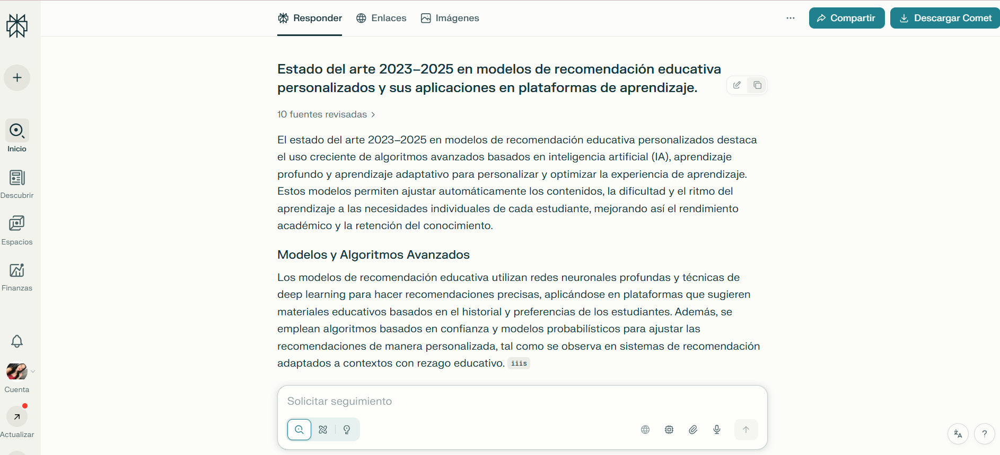 Responder
Enlaces
Imágenes
Compartir
Descargar Comet
Inicio
Descubrir
Espacios
Finanzas
Cuenta
Actualizar
Estado del arte 2023–2025 en modelos de recomendación educativa
personalizados y sus aplicaciones en plataformas de aprendizaje.
10 fuentes revisadas
El estado del arte 2023–2025 en modelos de recomendación educativa personalizados destaca
el uso creciente de algoritmos avanzados basados en inteligencia artificial (IA), aprendizaje
profundo y aprendizaje adaptativo para personalizar y optimizar la experiencia de aprendizaje.
Estos modelos permiten ajustar automáticamente los contenidos, la dificultad y el ritmo del
aprendizaje a las necesidades individuales de cada estudiante, mejorando así el rendimiento
académico y la retención del conocimiento.
Modelos y Algoritmos Avanzados
Los modelos de recomendación educativa utilizan redes neuronales profundas y técnicas de
deep learning para hacer recomendaciones precisas, aplicándose en plataformas que sugieren
materiales educativos basados en el historial y preferencias de los estudiantes. Además, se
emplean algoritmos basados en confianza y modelos probabilísticos para ajustar las
recomendaciones de manera personalizada, tal como se observa en sistemas de recomendación
adaptados a contextos con rezago educativo. iiis
Solicitar seguimiento
?